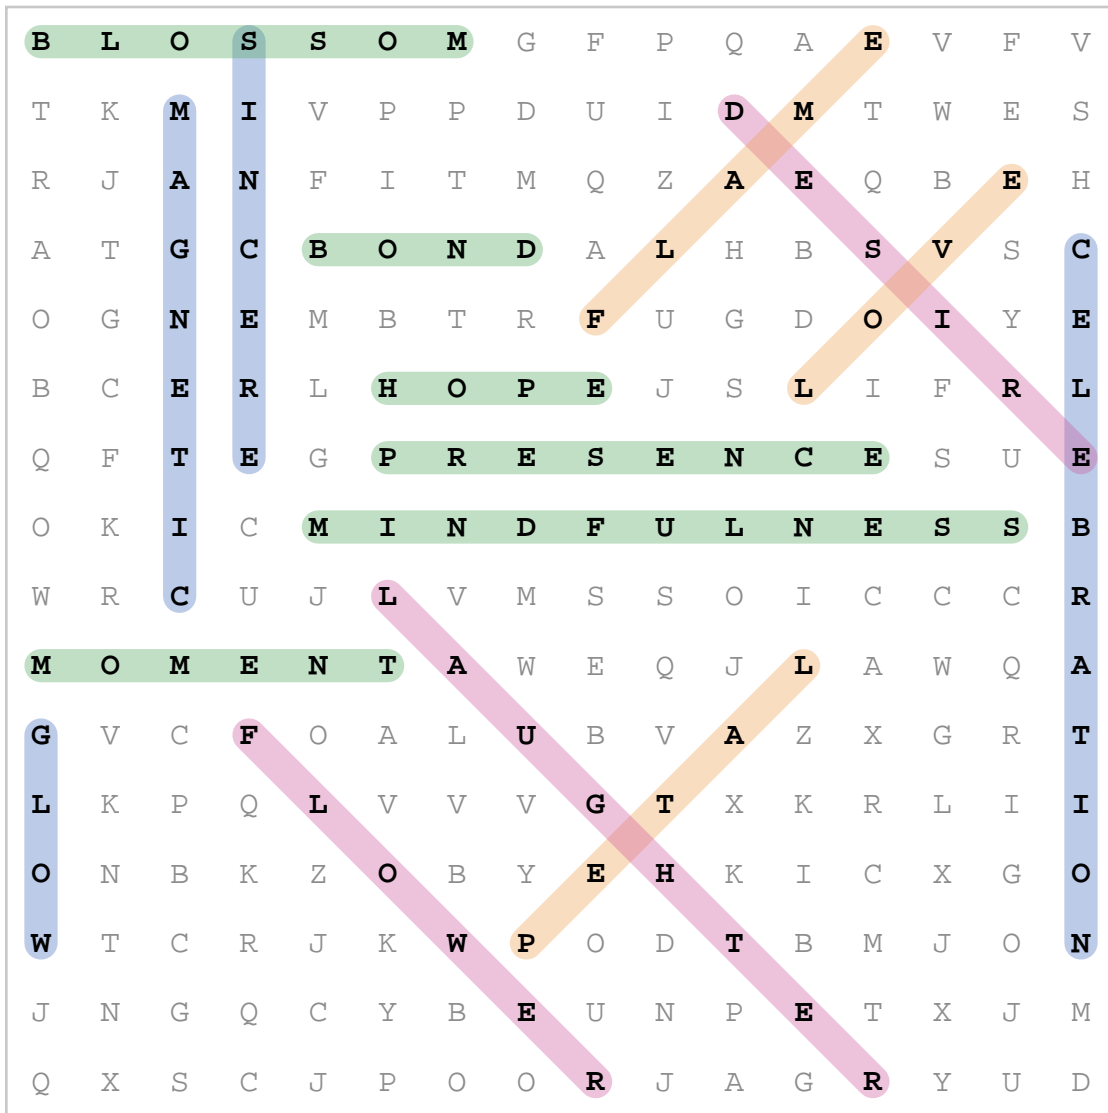 B L O S S O M G F P Q A E V F V
T K M I V P P D U I D M T W E S
R J A N F I T M Q Z A E Q B E H
A T G C B O N D A L H B S V S C
O G N E M B T R F U G D O I Y E
B C E R L H O P E J S L I F R L
Q F T E G P R E S E N C E S U E
O K I C M I N D F U L N E S S B
W R C U J L V M S S O I C C C R
M O M E N T A W E Q J L A W Q A
G V C F O A L U B V A Z X G R T
L K P Q L V V V G T X K R L I I
O N B K Z O B Y E H K I C X G O
W T C R J K W P O D T B M J O N
J N G Q C Y B E U N P E T X J M
Q X S C J P O O R J A G R Y U D